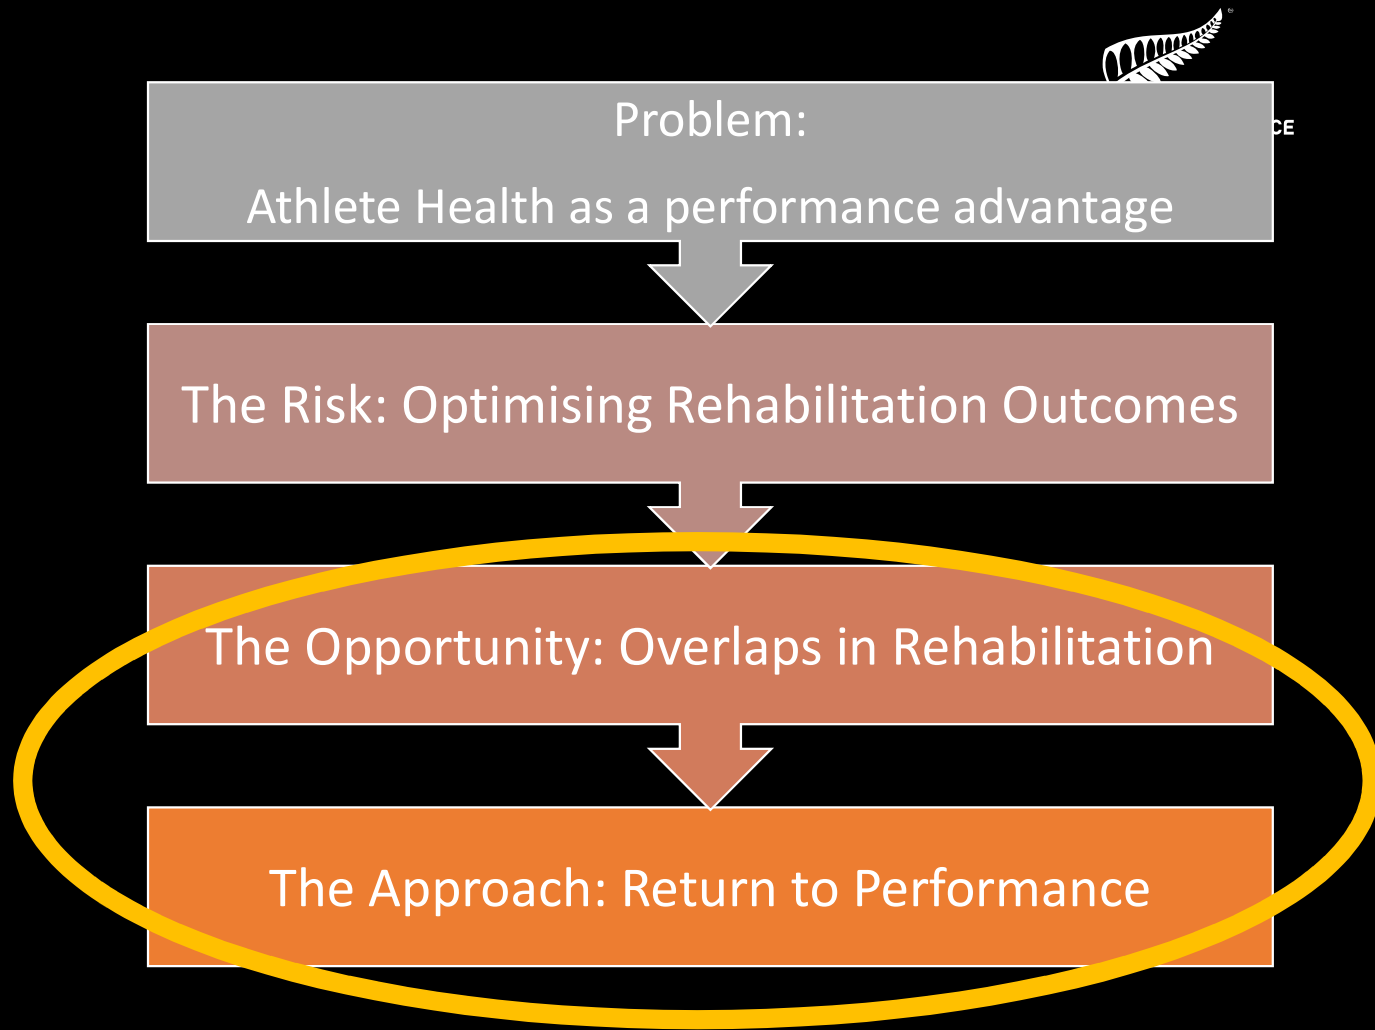 Problem:
Athlete Health as a performance advantage
The Risk: Optimising Rehabilitation Outcomes
The Opportunity: Overlaps in Rehabilitation
The Approach: Return to Performance